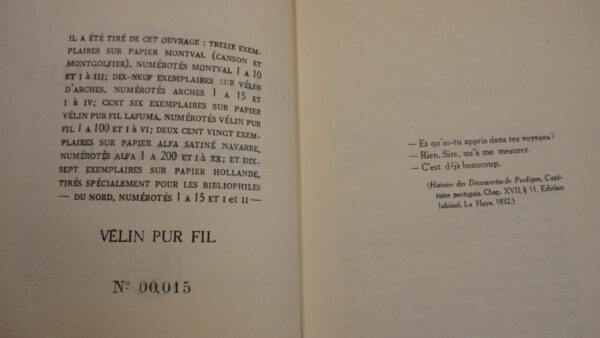 IL A ÉTÉ TIRÉ DE CET OUVRAGE : TREIZE EXEM-
PLAIRES SUR PAPIER MONTVAL (CANSON ET
MONTGOLFIER), NUMÉROTÉS MONTVAL 1 A 10
ET I à III; DIX-NEUF EXEMPLAIRES SUR VÉLIN
D'ARCHES, NUMÉROTÉS ARCHES 1 A 15 ET
I à IV; CENT SIX EXEMPLAIRES SUR PAPIER
VÉLIN PUR FIL LAFUMA, NUMÉROTÉS VÉLIN PUR
FIL 1 à 100 ET I à VI; DEUX CENT VINGT EXEM-
PLAIRES SUR PAPIER ALFA SATINÉ NAVARRE,
NUMÉROTÉS ALFA 1 A 200 ET I à XX; ET DIX-
SEPT EXEMPLAIRES SUR PAPIER HOLLANDE,
TIRÉS SPÉCIALEMENT POUR LES BIBLIOPHILES
— DU NORD, NUMÉROTÉS 1 A 15 ET I et II —
VÉLIN PUR FIL
Nº 00,015
— Et qu'as-tu appris dans tes voyages?
— Rien, Sire, qu'à me mesurer.
— C'est déjà beaucoup.
(Histoire des Découvertes de Perdigon, Capi-
taine portugais. Chap. XVII, § 11, Edition
Jubinal. La Haye, 1852.)